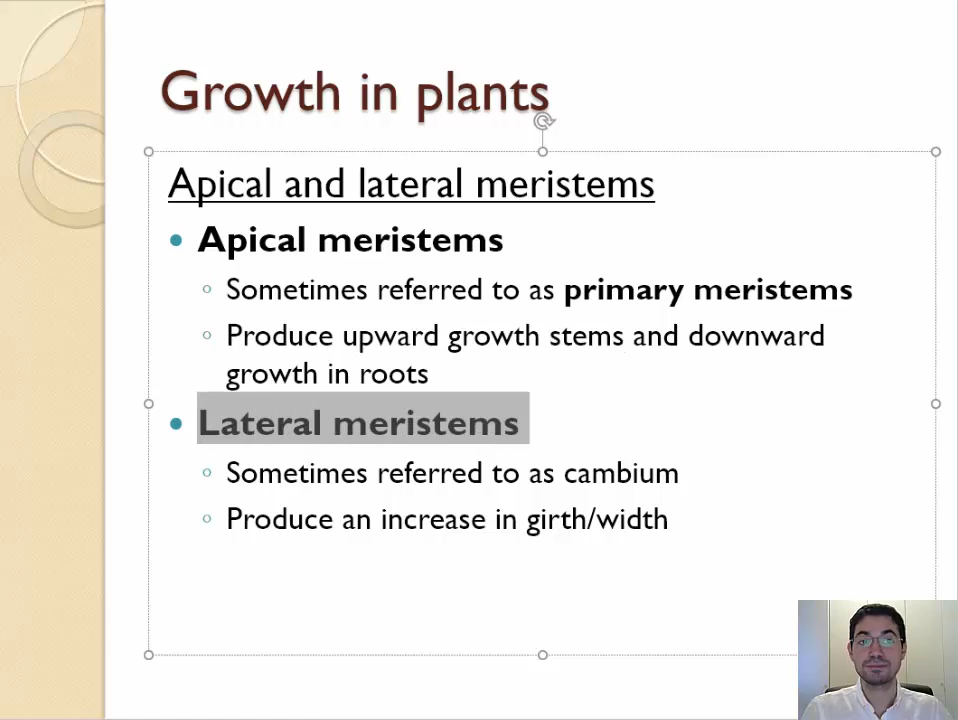 Growth in plants
Apical and lateral meristems
Apical meristems
Sometimes referred to as primary meristems
Produce upward growth stems and downward
growth in roots
Lateral meristems
Sometimes referred to as cambium
Produce an increase in girth/width